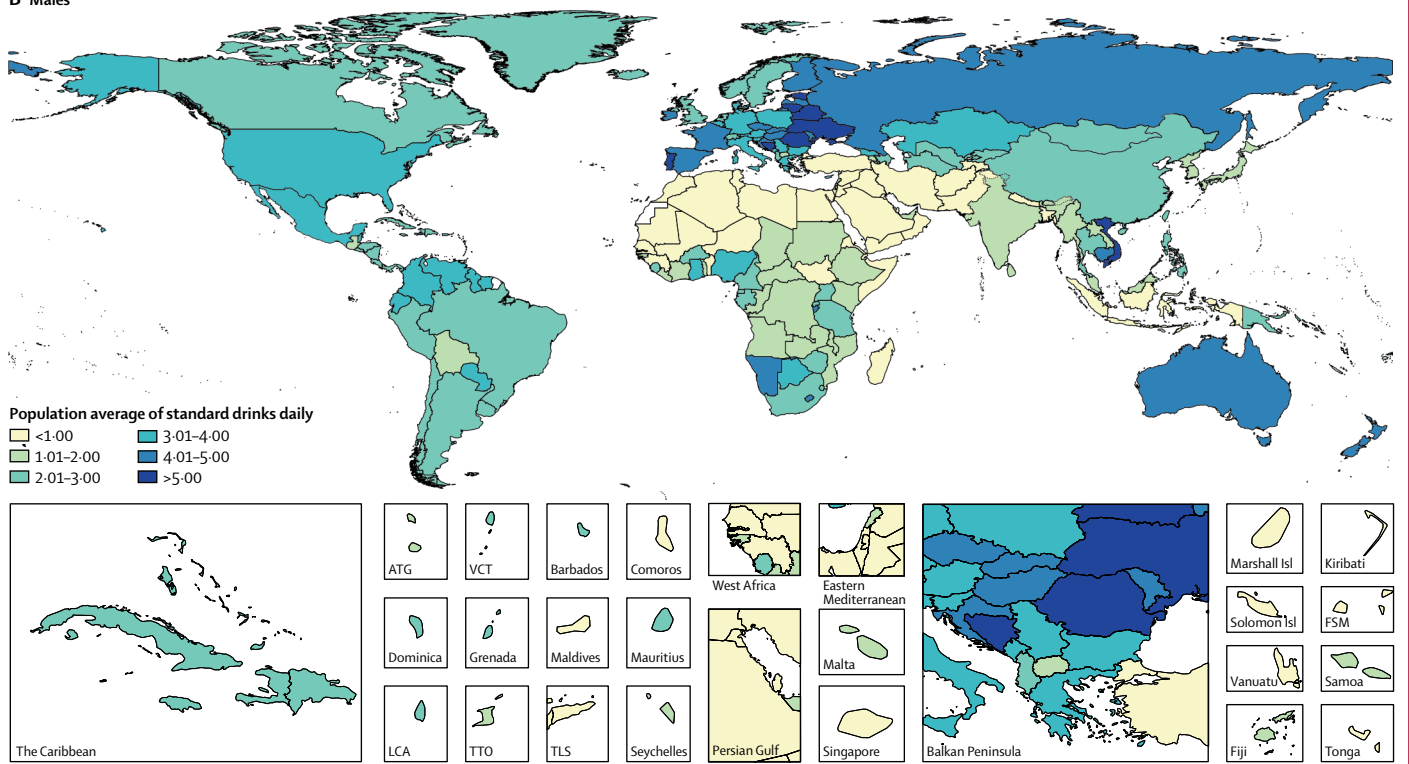 B Males
Population average of standard drinks daily
<1·00
1·01–2·00
2·01–3·00
3·01–4·00
4·01–5·00
>5·00
The Caribbean
ATG
VCT
Barbados
Comoros
Dominica
Grenada
Maldives
Mauritius
LCA
TTO
TLS
Seychelles
West Africa
Eastern
Mediterranean
Persian Gulf
Malta
Singapore
Balkan Peninsula
Marshall Isl
Kiribati
Solomon Isl
FSM
Vanuatu
Samoa
Fiji
Tonga